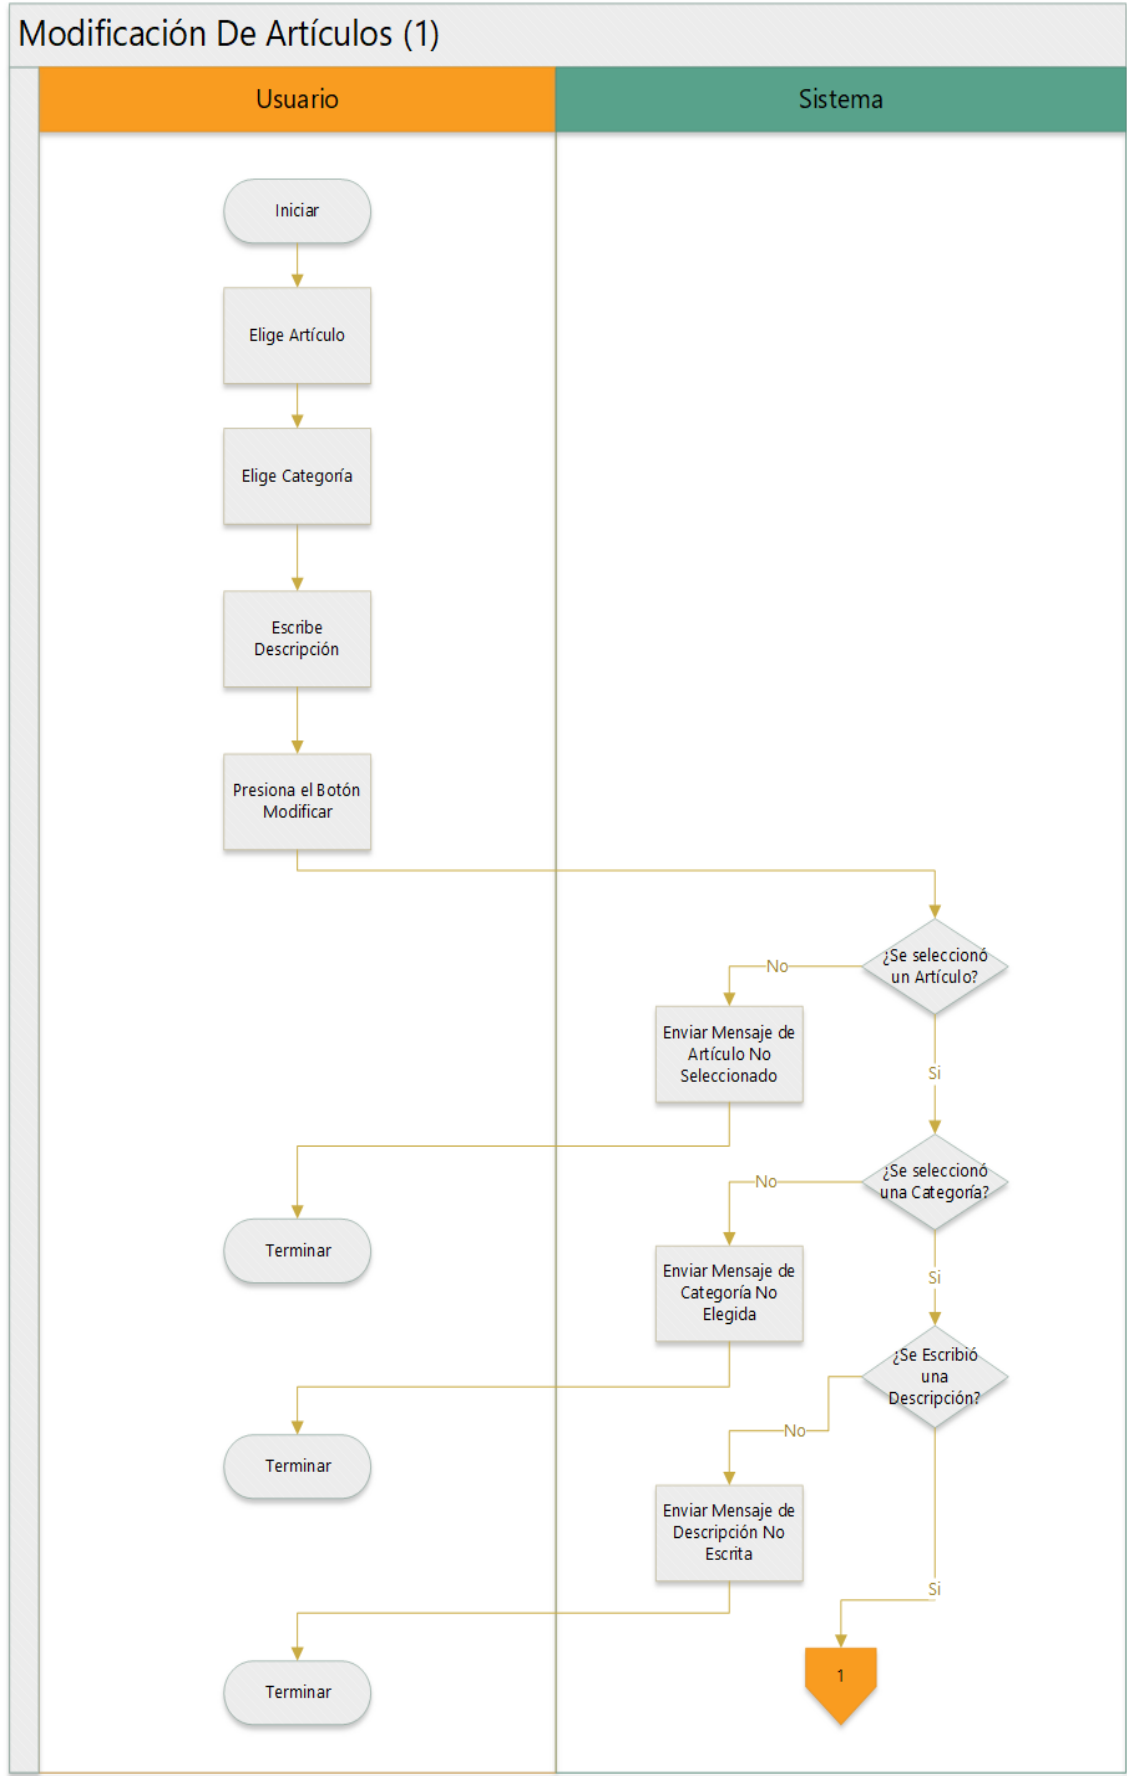 Modificación De Artículos (1)
Usuario
Sistema
Iniciar
Elige Artículo
Elige Categoría
Escribe
Descripción
Presiona el Botón
Modificar
¿Se seleccionó
un Artículo?
No
Enviar Mensaje de
Artículo No
Seleccionado
Si
¿Se seleccionó
una Categoría?
No
Terminar
Enviar Mensaje de
Categoría No
Elegida
Si
¿Se Escribió
una
Descripción?
No
Terminar
Enviar Mensaje de
Descripción No
Escrita
Si
1
Terminar